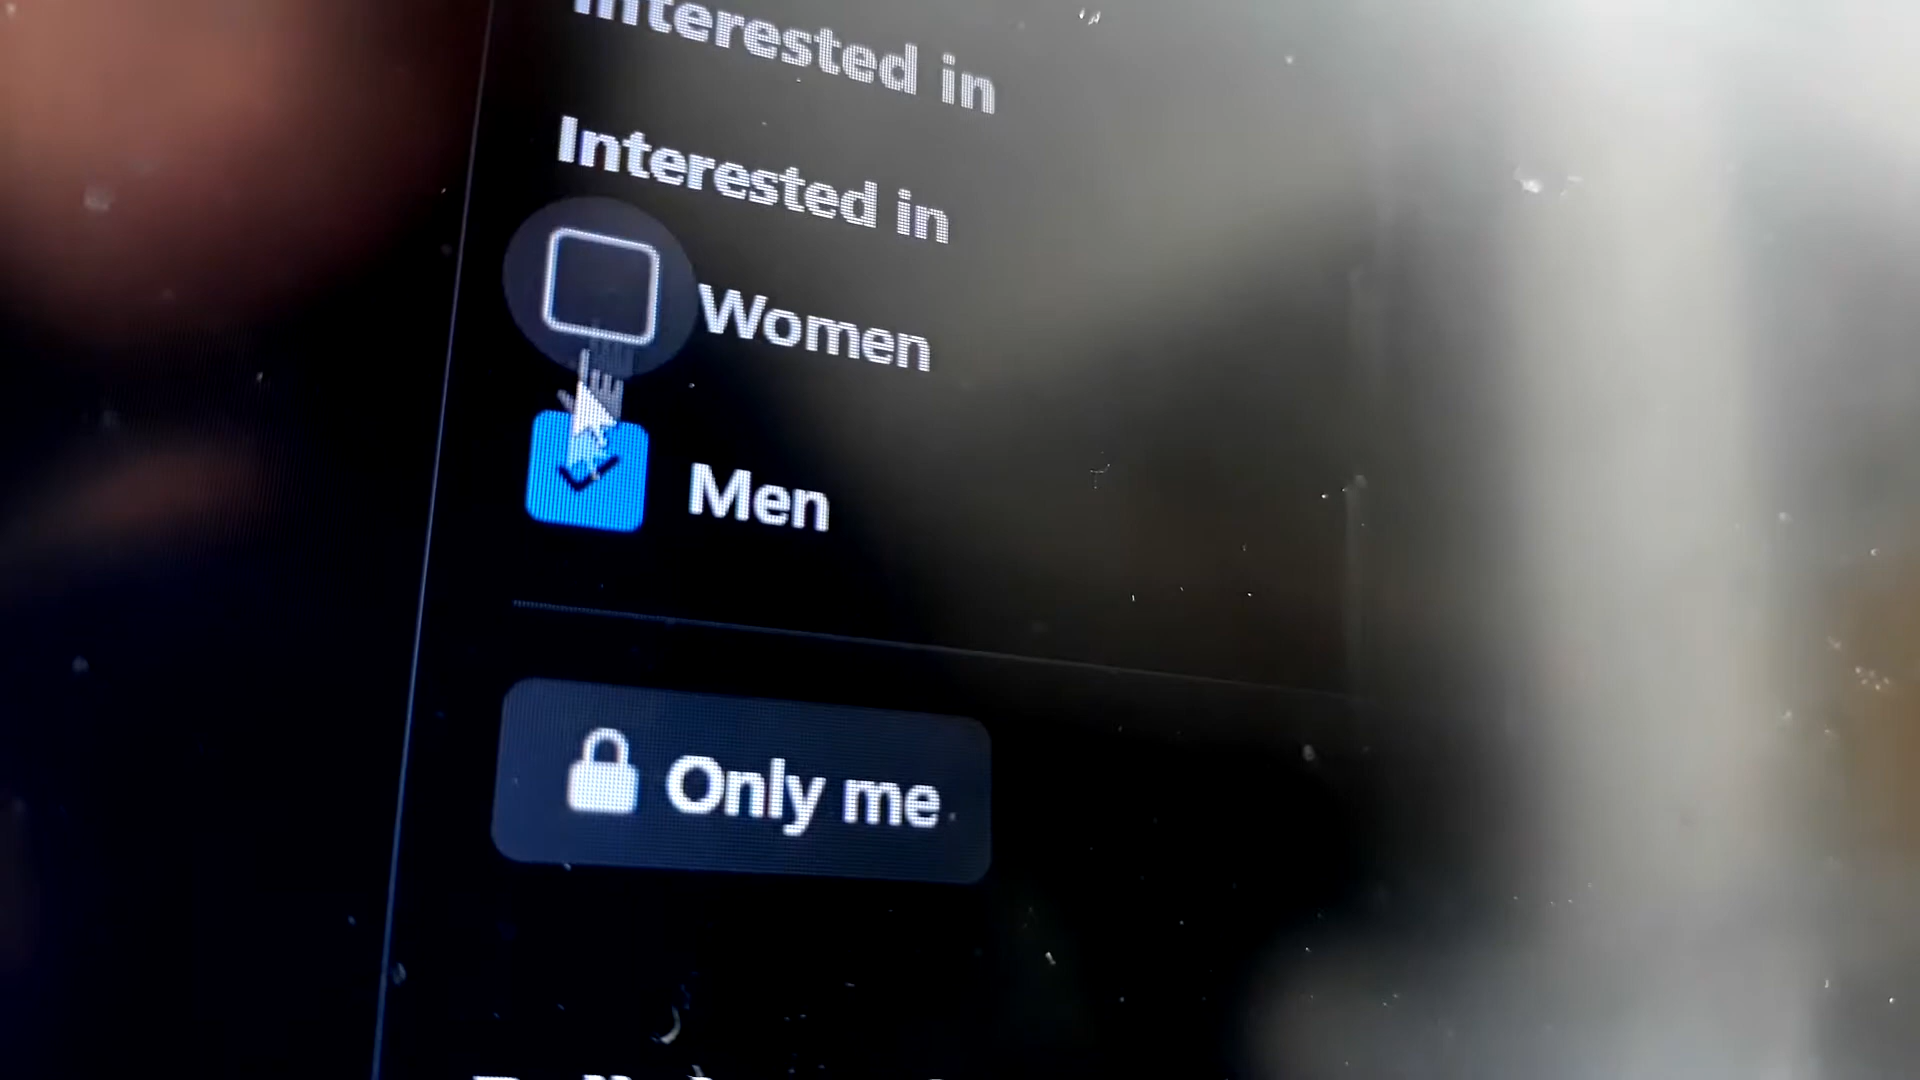 Interested in
Interested in
Women
Men
Only me